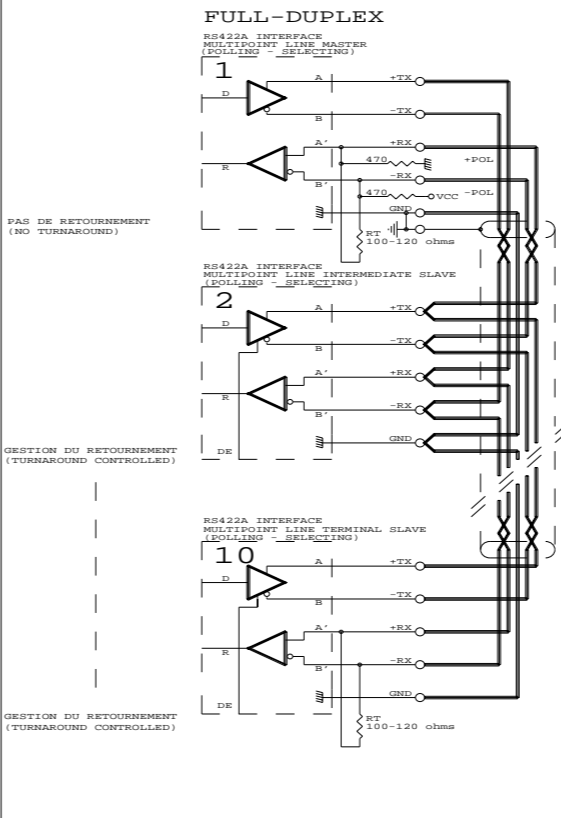 FULL-DUPLEX
RS422A INTERFACE
MULTIPOINT LINE MASTER
(POLLING - SELECTING)
1
A
+TX
D
B
-TX
A'
+RX
470
+POL
R
-RX
B'
470
VCC
-POL
GND
PAS DE RETOURNEMENT
(NO TURNAROUND)
RT
100-120 ohms
RS422A INTERFACE
MULTIPOINT LINE INTERMEDIATE SLAVE
(POLLING - SELECTING)
2
A
+TX
D
B
-TX
A'
+RX
R
-RX
B'
GND
GESTION DU RETOURNEMENT
(TURNAROUND CONTROLLED)
DE
RS422A INTERFACE
MULTIPOINT LINE TERMINAL SLAVE
(POLLING - SELECTING)
10
A
+TX
D
B
-TX
A'
+RX
R
-RX
B'
GND
DE
GESTION DU RETOURNEMENT
(TURNAROUND CONTROLLED)
RT
100-120 ohms